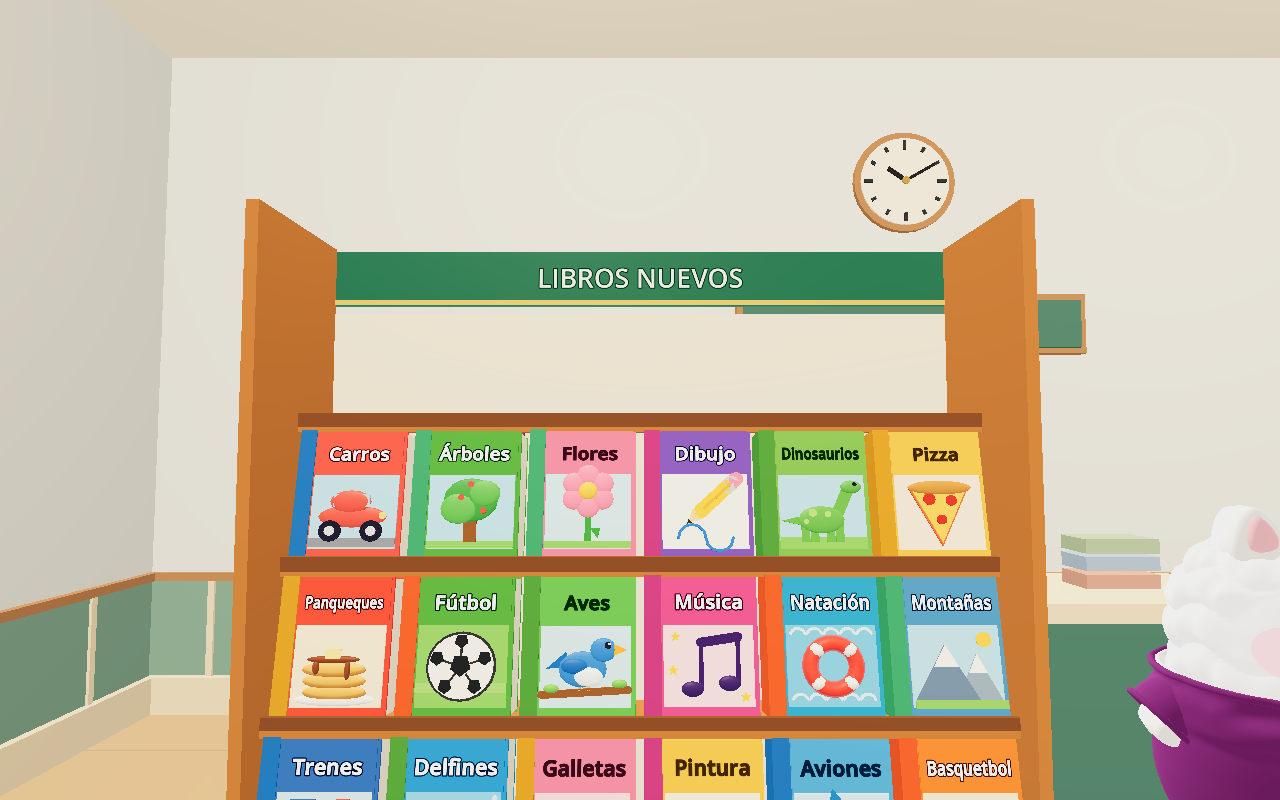 LIBROS NUEVOS
Carros
Árboles
Flores
Dibujo
Dinosaurios
Pizza
Panqueques
Fútbol
Aves
Música
Natación
Montañas
Trenes
Delfines
Galletas
Pintura
Aviones
Basquetbol